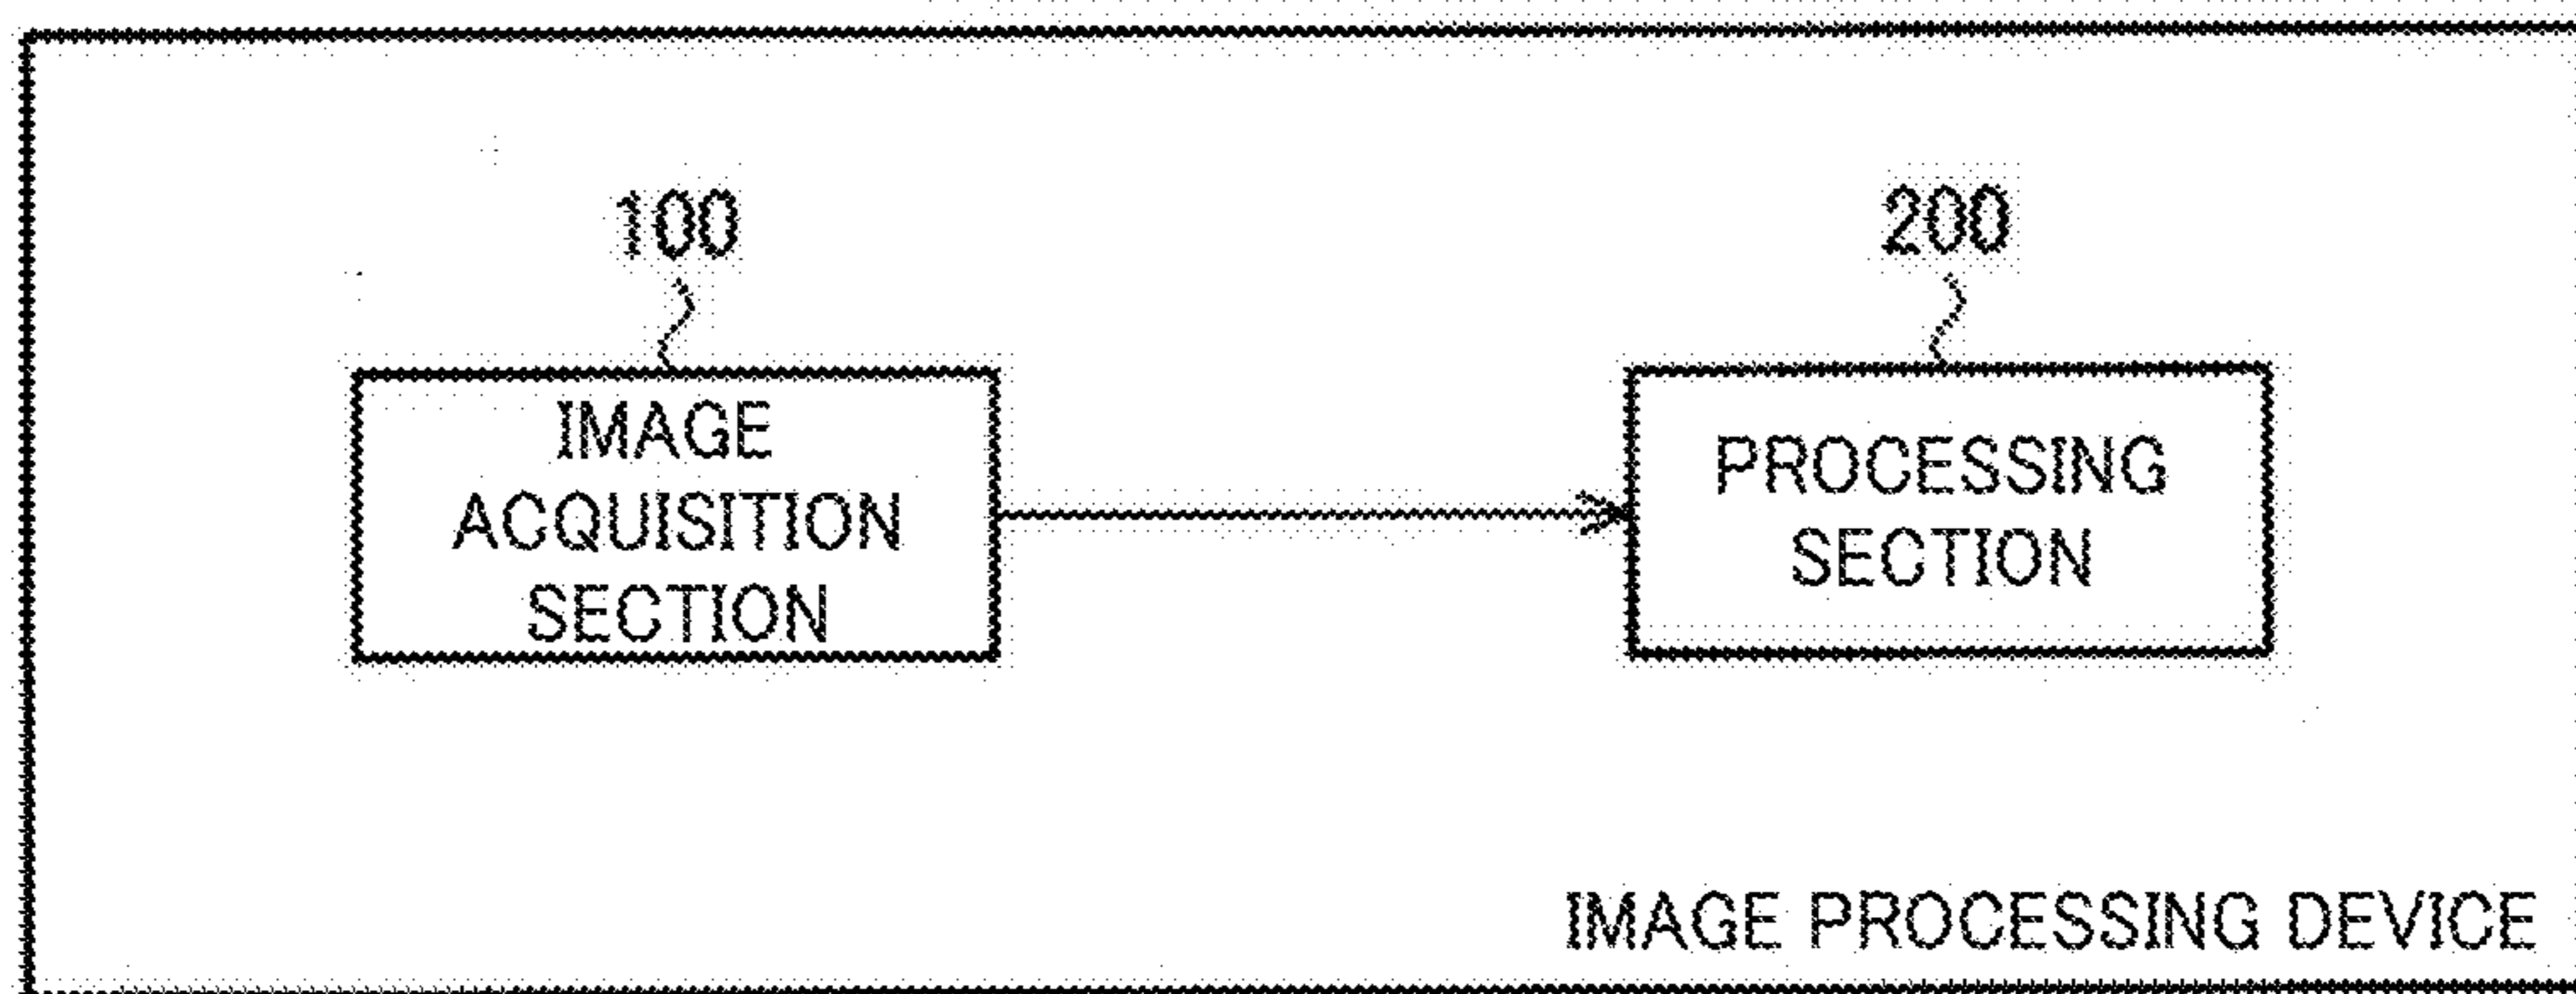 100
200
IMAGE
ACQUISITION
SECTION
PROCESSING
SECTION
IMAGE PROCESSING DEVICE